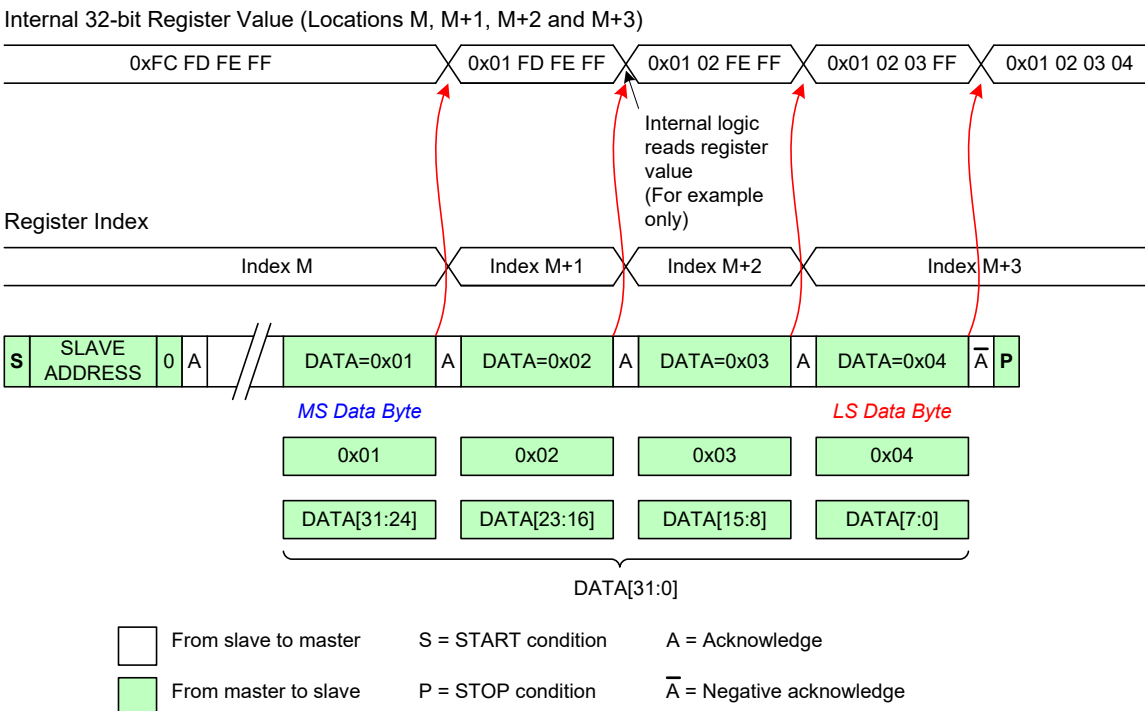 Internal 32-bit Register Value (Locations M, M+1, M+2 and M+3)
0xFC FD FE FF
0x01 FD FE FF
0x01 02 FE FF
0x01 02 03 FF
0x01 02 03 04
Internal logic
reads register
value
(For example
only)
Register Index
Index M
Index M+1
Index M+2
Index M+3
S
SLAVE
ADDRESS
0
A
DATA=0x01
A
DATA=0x02
A
DATA=0x03
A
DATA=0x04
A̅
P
MS Data Byte
LS Data Byte
0x01
0x02
0x03
0x04
DATA[31:24]
DATA[23:16]
DATA[15:8]
DATA[7:0]
DATA[31:0]
From slave to master
S = START condition
A = Acknowledge
From master to slave
P = STOP condition
A̅ = Negative acknowledge